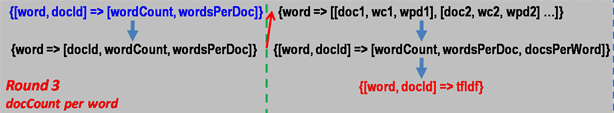 {[word, docId] => [wordCount, wordsPerDoc]}
{word => [docId, wordCount, wordsPerDoc]}
Round 3
docCount per word
{word => [[doc1, wc1, wpd1], [doc2, wc2, wpd2] ...]}
{[word, docId] => [wordCount, wordsPerDoc, docsPerWord]}
{[word, docId] => tfIdf}